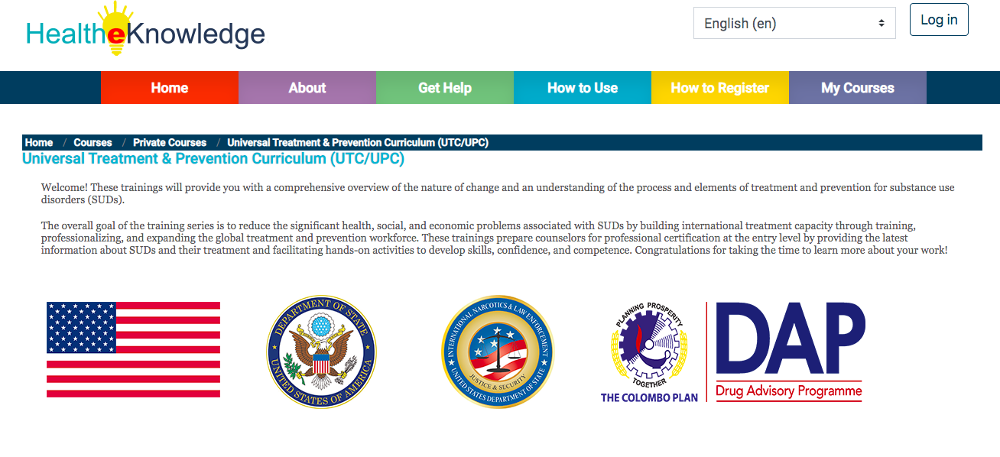 HealtheKnowledge
English (en)
Log in
Home
About
Get Help
How to Use
How to Register
My Courses
Home / Courses / Private Courses / Universal Treatment & Prevention Curriculum (UTC/UPC)
Universal Treatment & Prevention Curriculum (UTC/UPC)
Welcome! These trainings will provide you with a comprehensive overview of the nature of change and an understanding of the process and elements of treatment and prevention for substance use
disorders (SUDs).
The overall goal of the training series is to reduce the significant health, social, and economic problems associated with SUDs by building international treatment capacity through training,
professionalizing, and expanding the global treatment and prevention workforce. These trainings prepare counselors for professional certification at the entry level by providing the latest
information about SUDs and their treatment and facilitating hands-on activities to develop skills, confidence, and competence. Congratulations for taking the time to learn more about your work!
DEPARTMENT OF STATE
UNITED STATES OF AMERICA
INTERNATIONAL NARCOTICS & LAW ENFORCEMENT
JUSTICE & SECURITY
UNITED STATES DEPARTMENT OF STATE
PLANNING PROSPERITY
TOGETHER
THE COLOMBO PLAN
DAP
Drug Advisory Programme